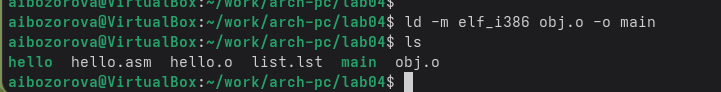 aibozorova@VirtualBox:~/work/arch-pc/lab04$ ld -m elf_i386 obj.o -o main
aibozorova@VirtualBox:~/work/arch-pc/lab04$ ls
hello  hello.asm  hello.o  list.lst  main  obj.o
aibozorova@VirtualBox:~/work/arch-pc/lab04$